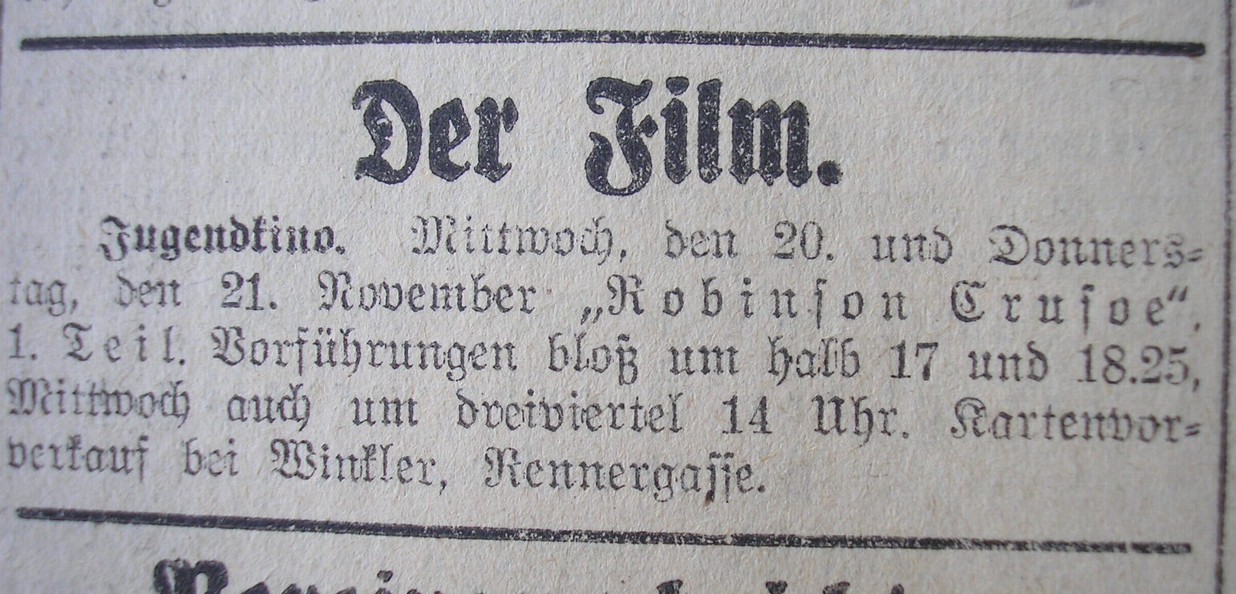 Der Film.
Jugendkino. Mittwoch, den 20. und Donners-
tag, den 21. November „Robinson Crusoe“,
1. Teil. Vorführungen bloß um halb 17 und 18.25,
Mittwoch auch um dreiviertel 14 Uhr. Kartenvor-
verkauf bei Winkler, Rennergasse.